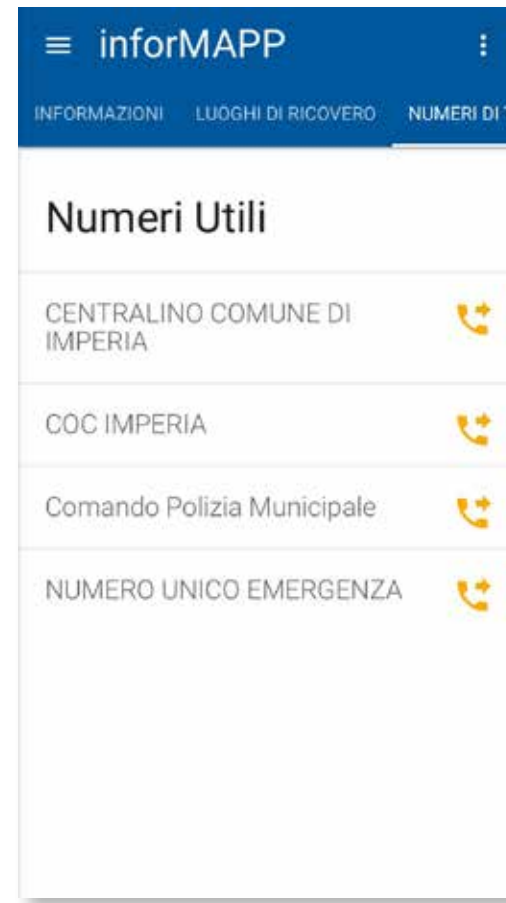 inforMAPP
INFORMAZIONI LUOGHI DI RICOVERO NUMERI DI
Numeri Utili
CENTRALINO COMUNE DI
IMPERIA
COC IMPERIA
Comando Polizia Municipale
NUMERO UNICO EMERGENZA